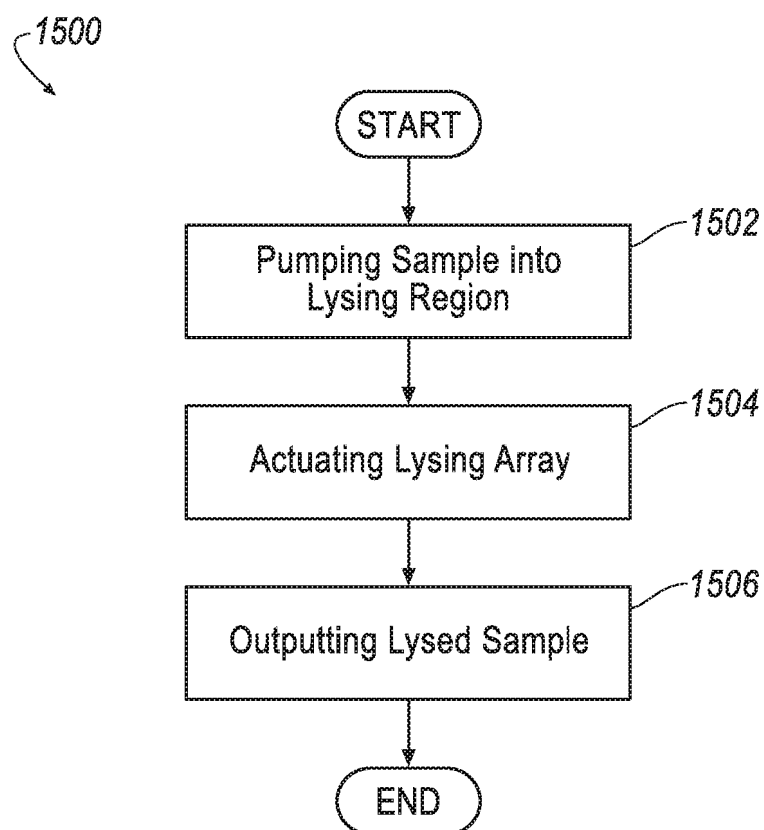 1500
START
1502
Pumping Sample into
Lysing Region
1504
Actuating Lysing Array
1506
Outputting Lysed Sample
END